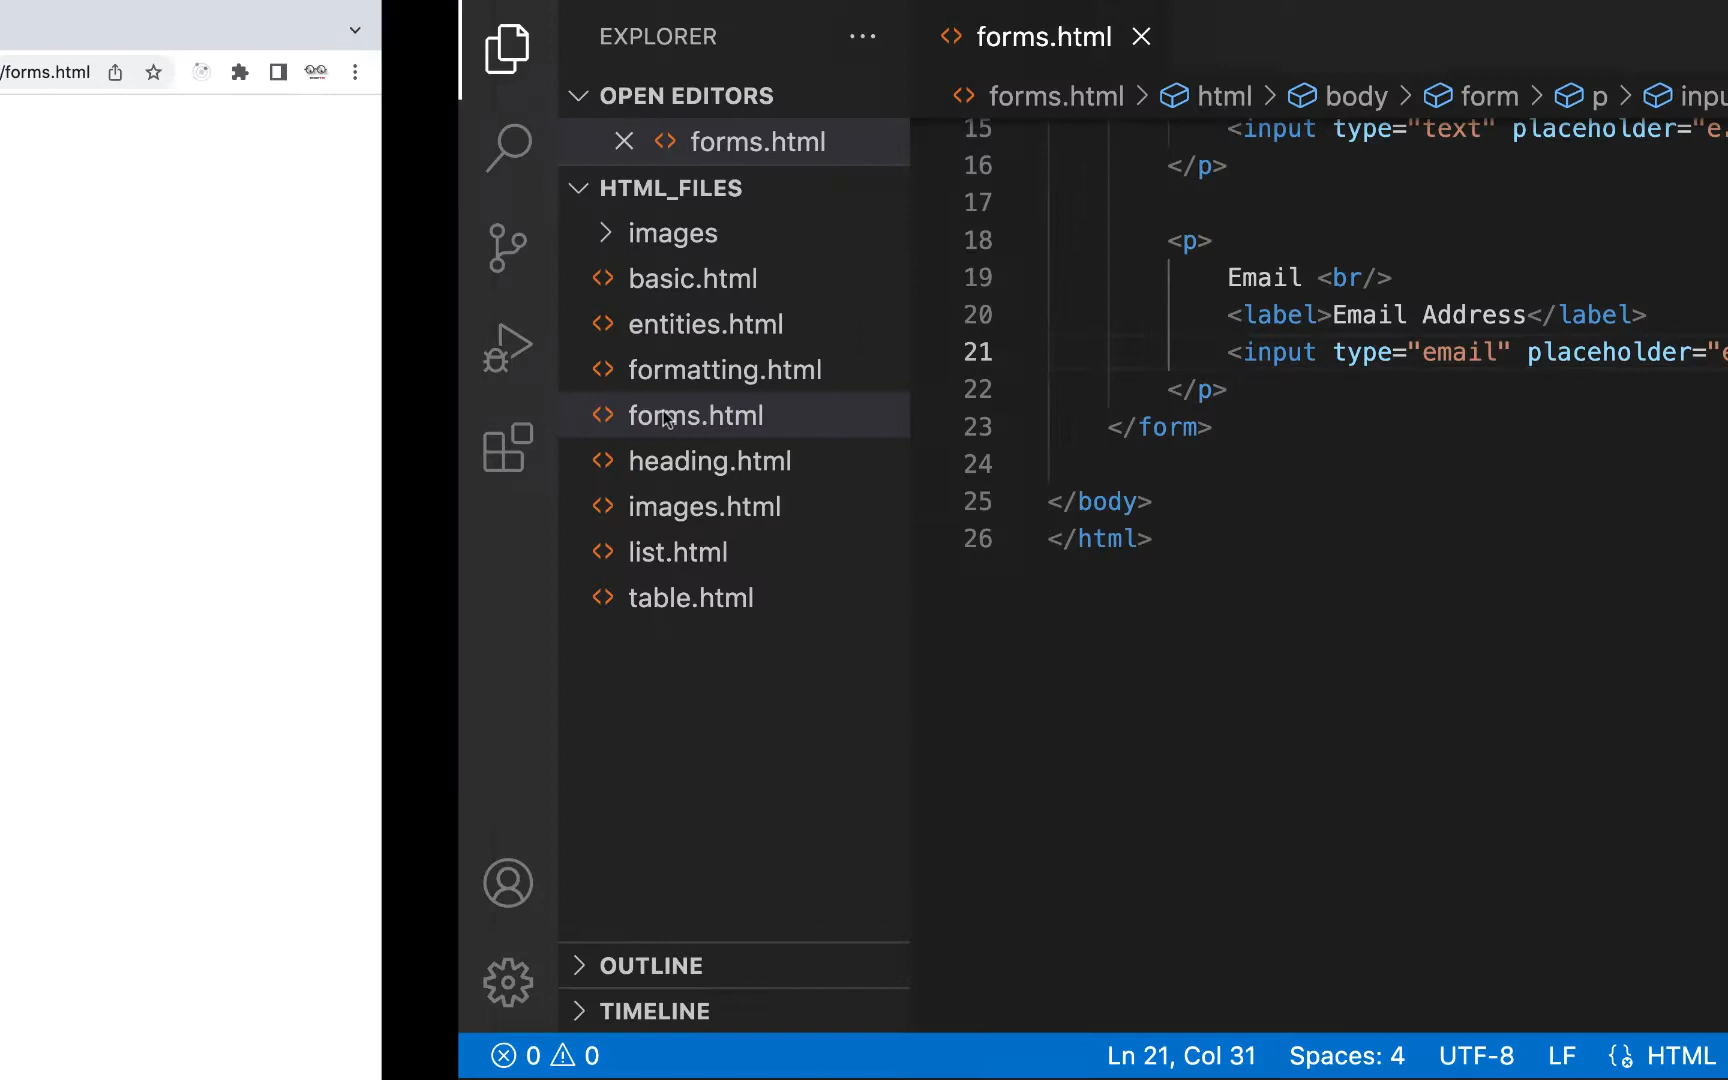 /forms.html
EXPLORER
OPEN EDITORS
forms.html
HTML_FILES
images
basic.html
entities.html
formatting.html
forms.html
heading.html
images.html
list.html
table.html
OUTLINE
TIMELINE
forms.html
forms.html > html > body > form > p > inpu
15 <input type="text" placeholder="e.
16 </p>
17
18 <p>
19 Email <br/>
20 <label>Email Address</label>
21 <input type="email" placeholder="e
22 </p>
23 </form>
24
25 </body>
26 </html>
0 0 Ln 21, Col 31 Spaces: 4 UTF-8 LF HTML